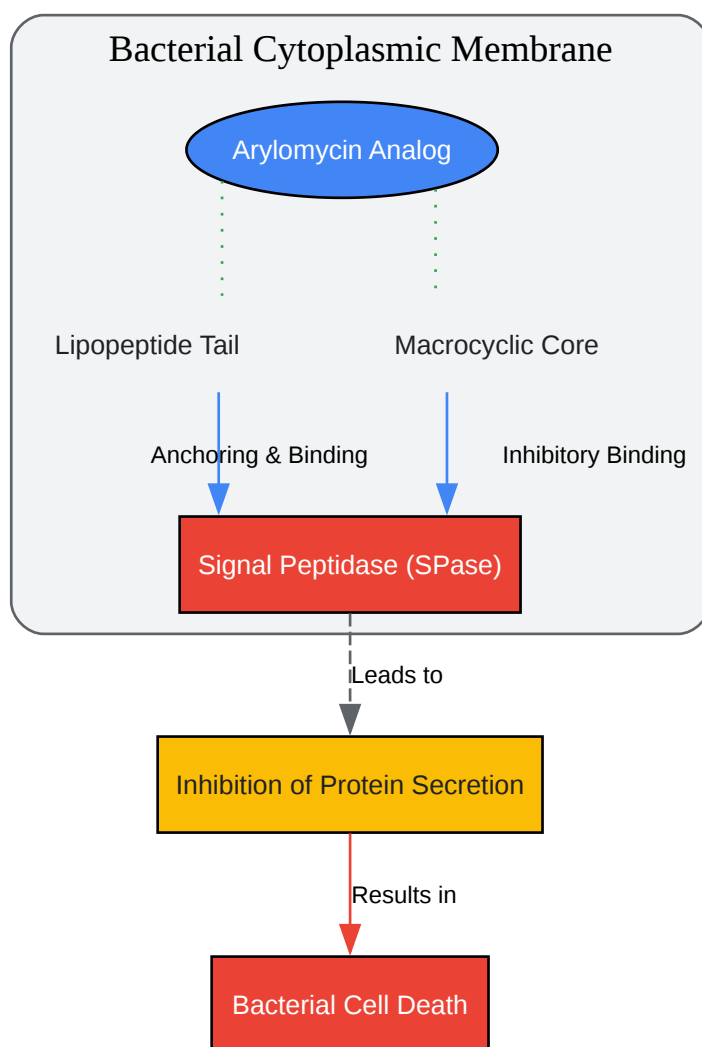 Bacterial Cytoplasmic Membrane
Arylomycin Analog
Lipopeptide Tail
Macrocyclic Core
Anchoring & Binding
Inhibitory Binding
Signal Peptidase (SPase)
Leads to
Inhibition of Protein Secretion
Results in
Bacterial Cell Death